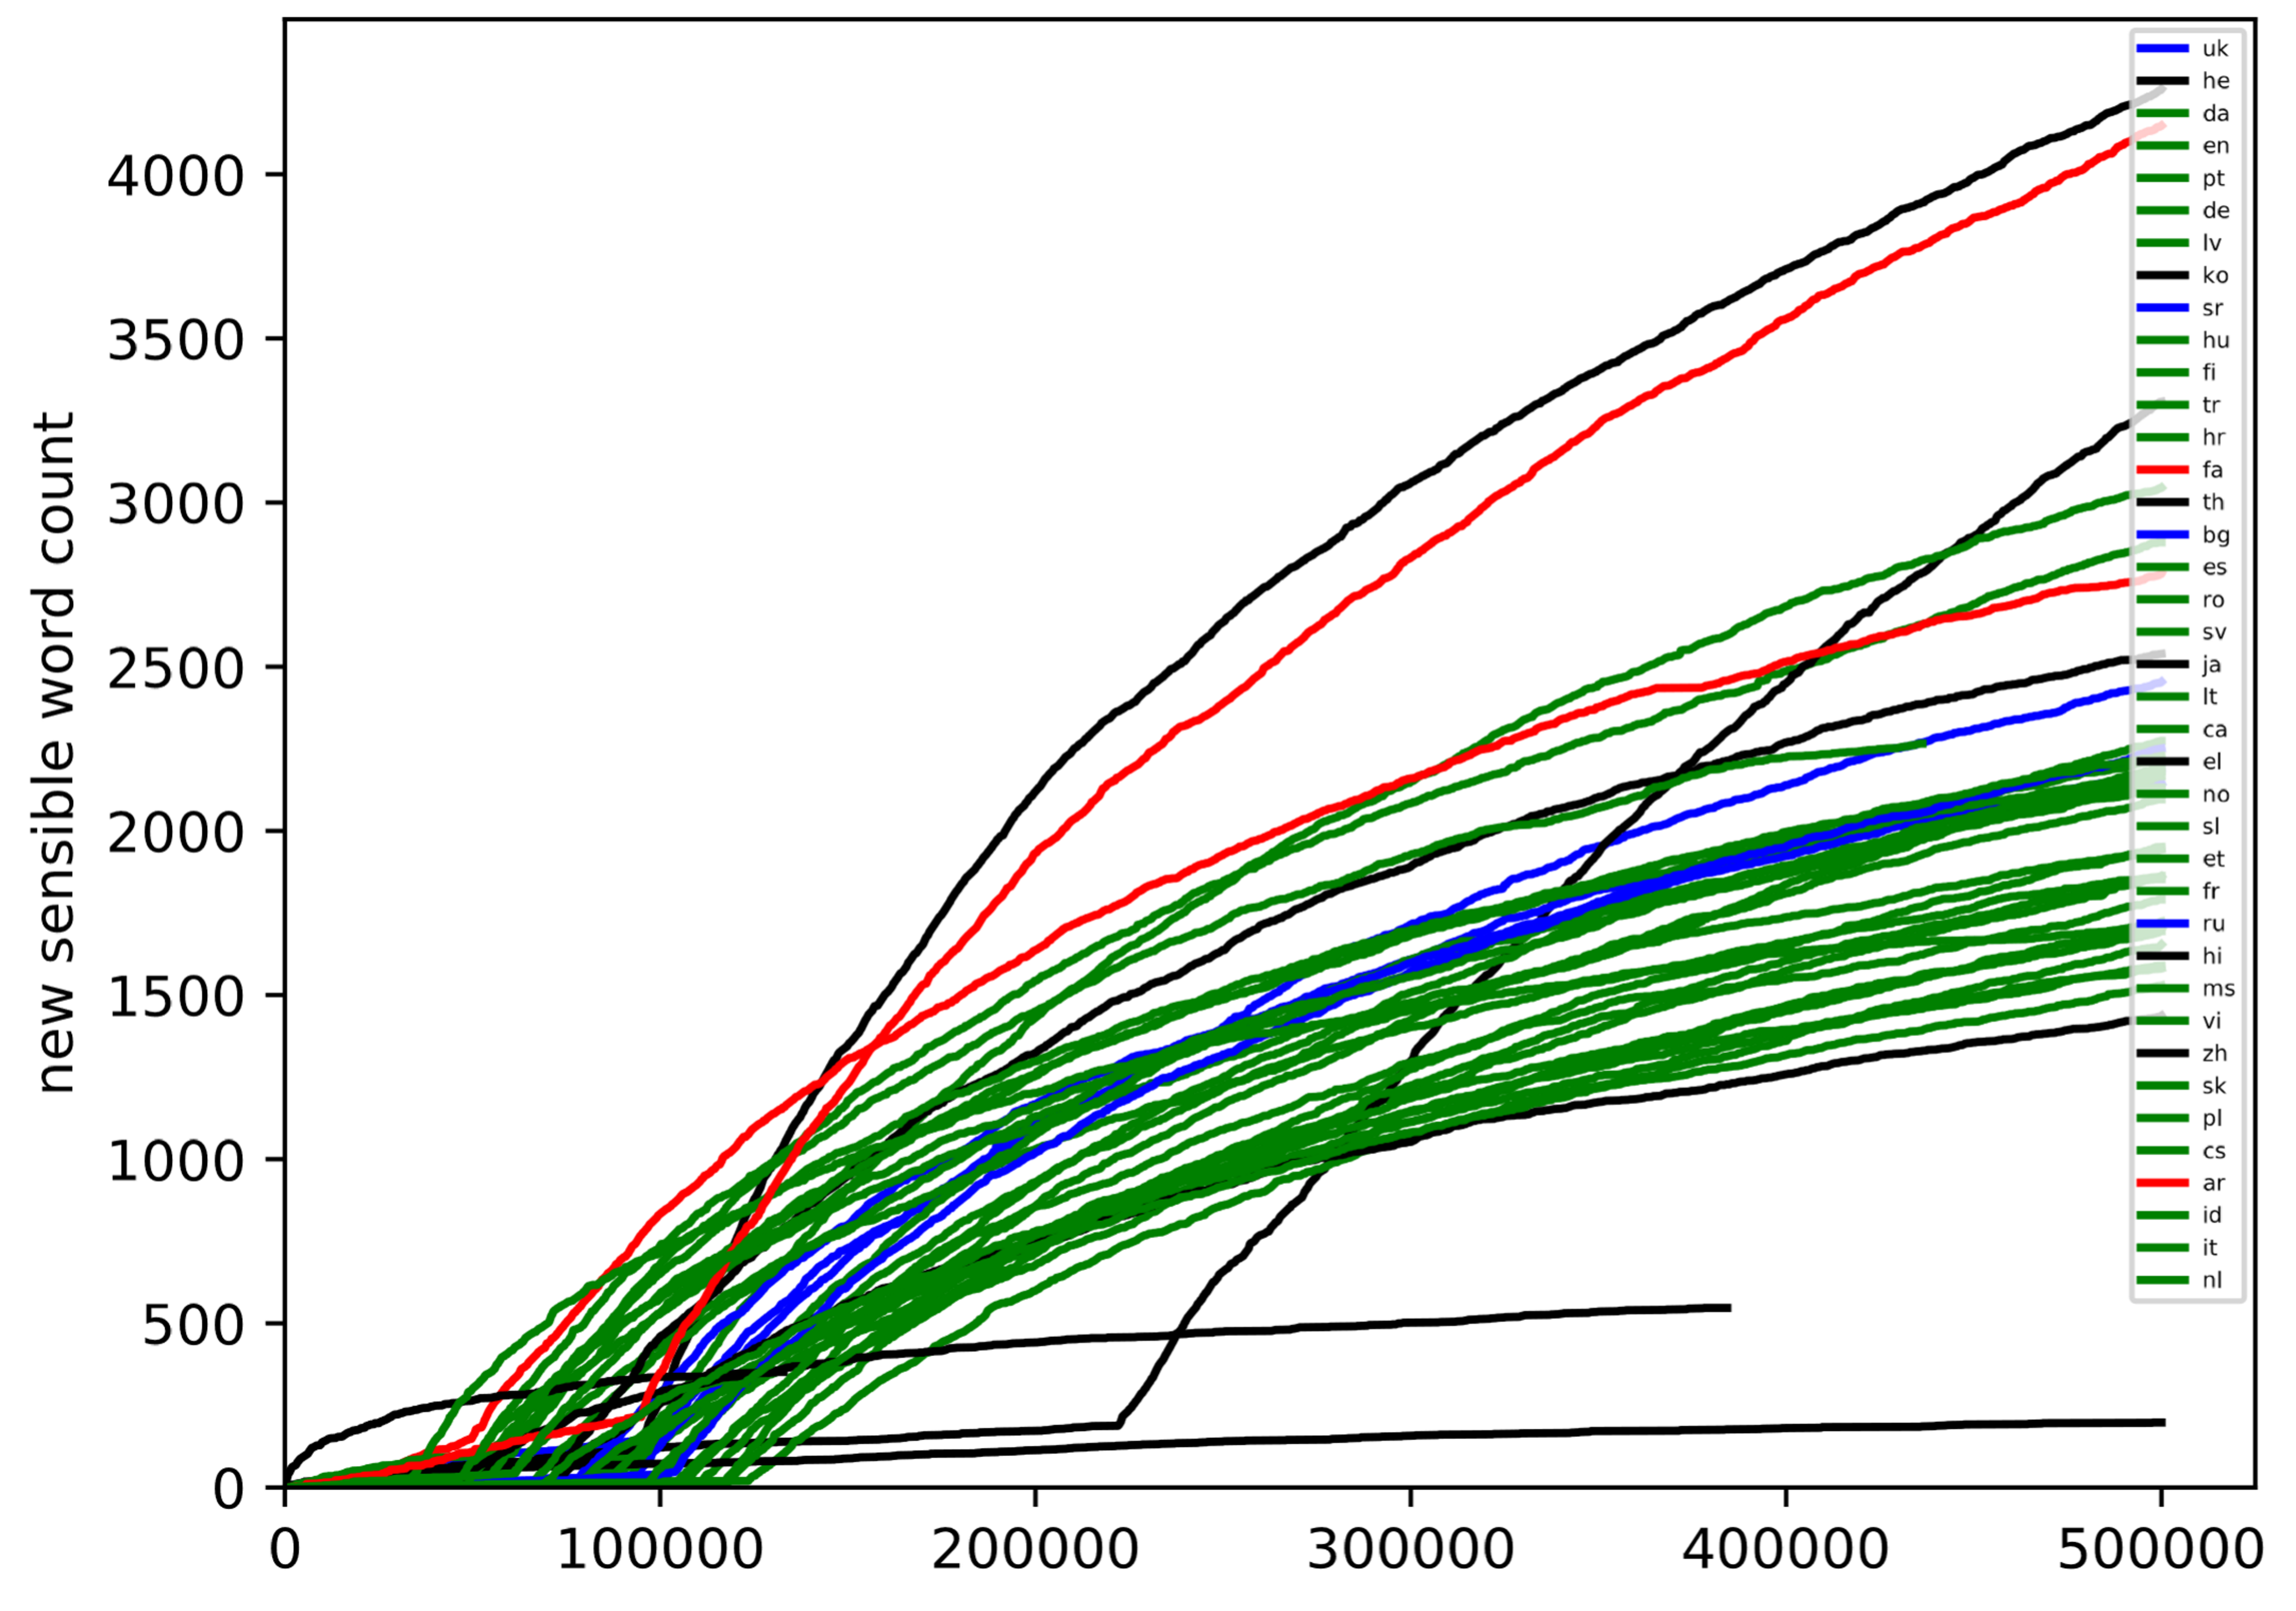 new sensible word count
4000
3500
3000
2500
2000
1500
1000
500
0
0
100000
200000
300000
400000
500000
uk
he
da
en
pt
de
lv
ko
sr
hu
fi
tr
hr
fa
th
bg
es
ro
sv
ja
lt
ca
el
no
sl
et
fr
ru
hi
ms
vi
zh
sk
pl
cs
ar
id
it
nl